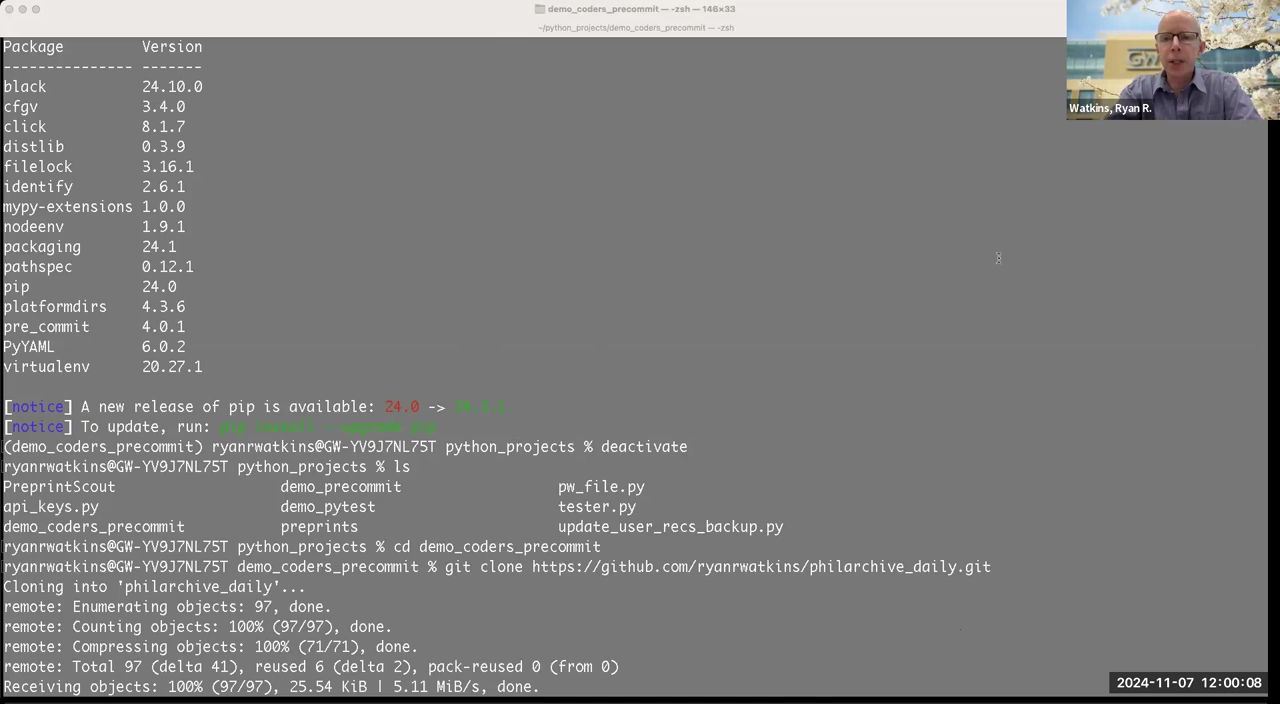 demo_coders_precommit — -zsh — 146×33
~/python_projects/demo_coders_precommit — -zsh
Package Version
--------------- -------
black 24.10.0
cfgv 3.4.0
click 8.1.7
distlib 0.3.9
filelock 3.16.1
identify 2.6.1
mypy-extensions 1.0.0
nodeenv 1.9.1
packaging 24.1
pathspec 0.12.1
pip 24.0
platformdirs 4.3.6
pre_commit 4.0.1
PyYAML 6.0.2
virtualenv 20.27.1
[notice] A new release of pip is available: 24.0 -> 24.3.1
[notice] To update, run: pip install --upgrade pip
(demo_coders_precommit) ryanrwatkins@GW-YV9J7NL75T python_projects % deactivate
ryanrwatkins@GW-YV9J7NL75T python_projects % ls
PreprintScout demo_precommit pw_file.py
api_keys.py demo_pytest tester.py
demo_coders_precommit preprints update_user_recs_backup.py
ryanrwatkins@GW-YV9J7NL75T python_projects % cd demo_coders_precommit
ryanrwatkins@GW-YV9J7NL75T demo_coders_precommit % git clone https://github.com/ryanrwatkins/philarchive_daily.git
Cloning into 'philarchive_daily'...
remote: Enumerating objects: 97, done.
remote: Counting objects: 100% (97/97), done.
remote: Compressing objects: 100% (71/71), done.
remote: Total 97 (delta 41), reused 6 (delta 2), pack-reused 0 (from 0)
Receiving objects: 100% (97/97), 25.54 KiB | 5.11 MiB/s, done.
GW
Watkins, Ryan R.
2024-11-07 12:00:08